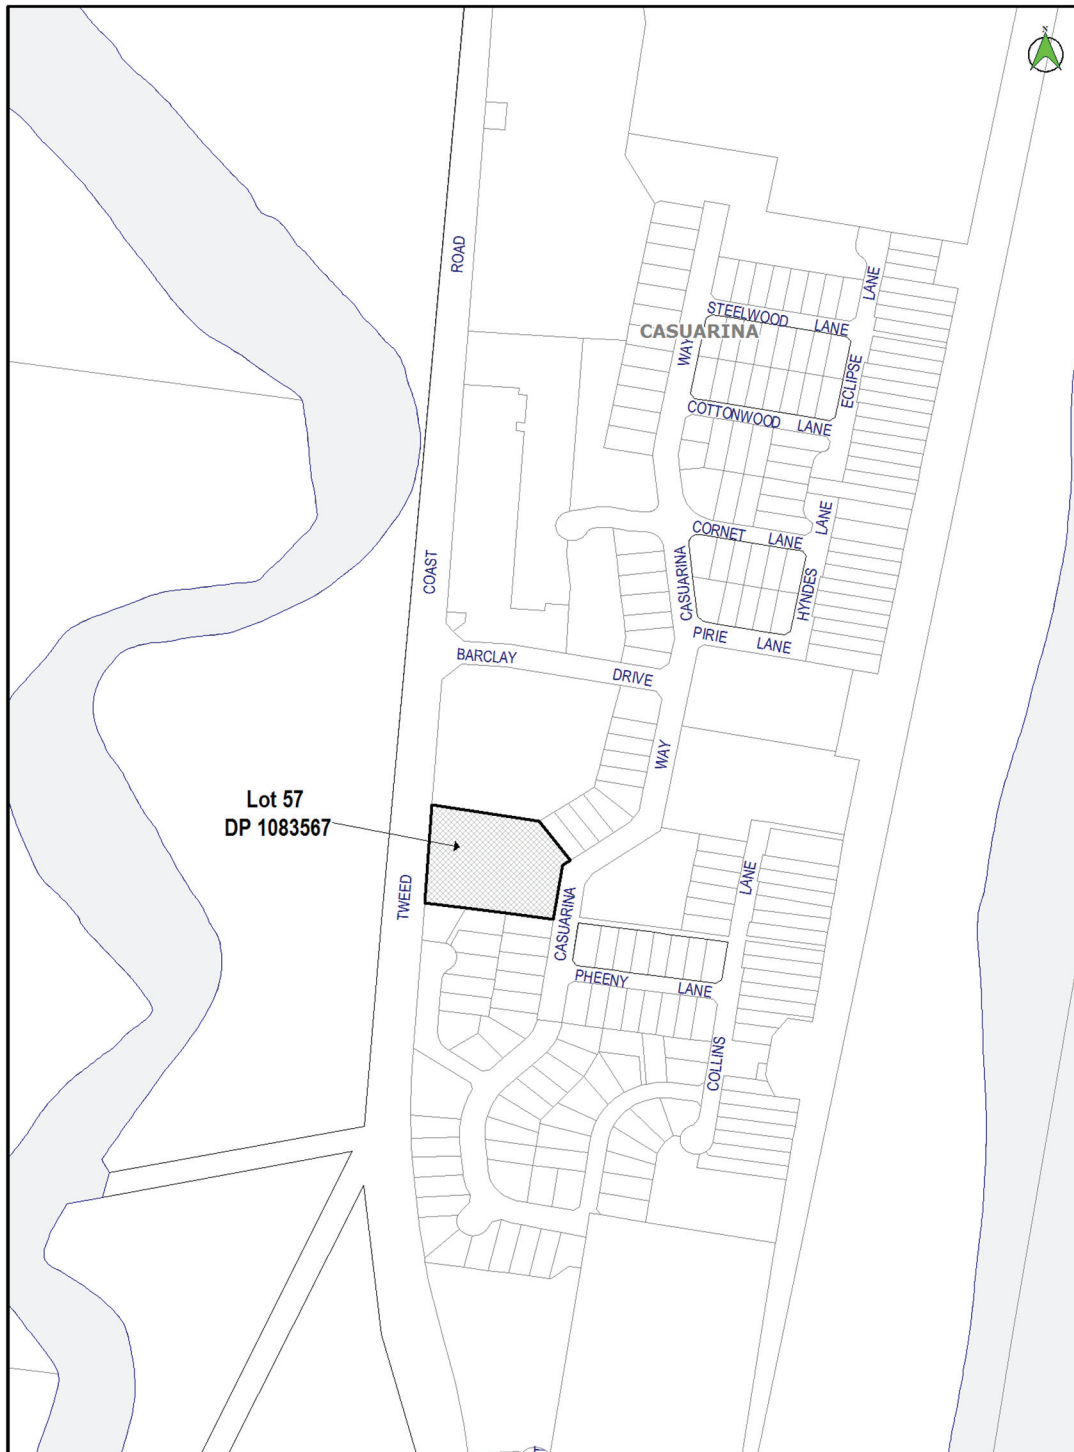 N
ROAD
LANE
STEELWOOD LANE
CASUARINA
WAY
ECLIPSE
COTTONWOOD LANE
LANE
CORNET LANE
COAST
CASUARINA
HYNDES
PIRIE LANE
BARCLAY DRIVE
WAY
Lot 57
DP 1083567
TWEED
LANE
CASUARINA
PHEENY LANE
COLLINS